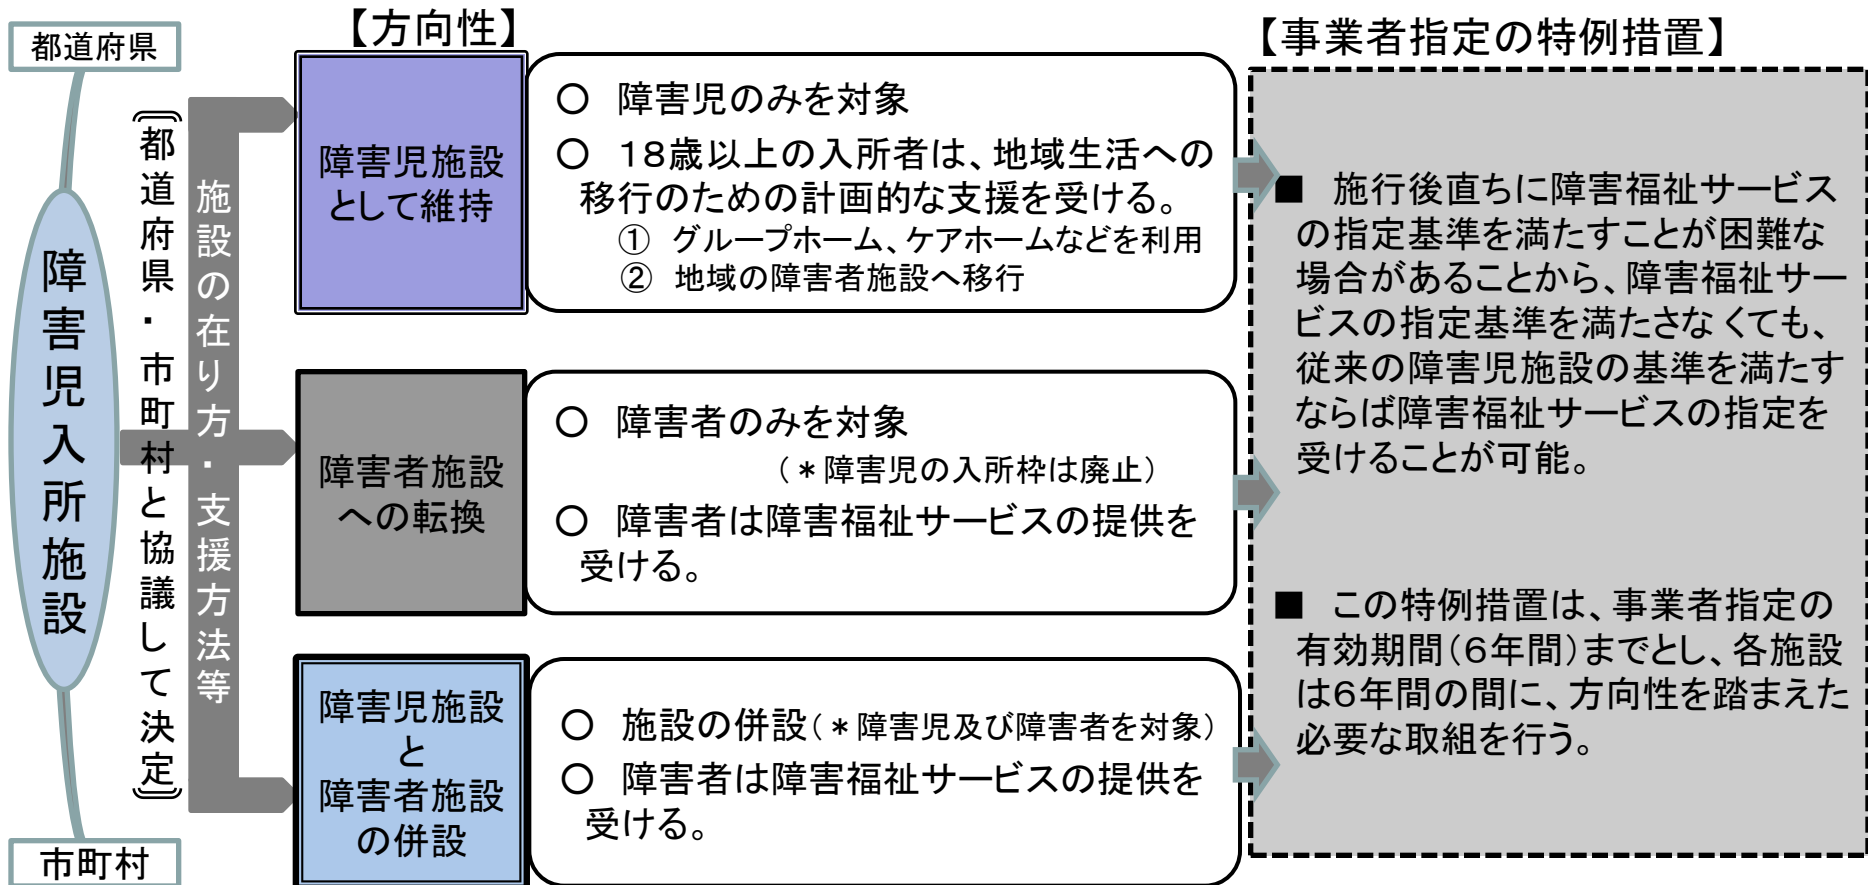 【方向性】
【事業者指定の特例措置】
都道府県
障害児入所施設
市町村
〔都道府県・市町村と協議して決定〕
施設の在り方・支援方法等
障害児施設
として維持
○ 障害児のみを対象
○ 18歳以上の入所者は、地域生活への
移行のための計画的な支援を受ける。
① グループホーム、ケアホームなどを利用
② 地域の障害者施設へ移行
障害者施設
への転換
○ 障害者のみを対象
(*障害児の入所枠は廃止)
○ 障害者は障害福祉サービスの提供を
受ける。
障害児施設
と
障害者施設
の併設
○ 施設の併設(*障害児及び障害者を対象)
○ 障害者は障害福祉サービスの提供を
受ける。
■ 施行後直ちに障害福祉サービス
の指定基準を満たすことが困難な
場合があることから、障害福祉サー
ビスの指定基準を満たさなくても、
従来の障害児施設の基準を満たす
ならば障害福祉サービスの指定を
受けることが可能。
■ この特例措置は、事業者指定の
有効期間(6年間)までとし、各施設
は6年間の間に、方向性を踏まえた
必要な取組を行う。